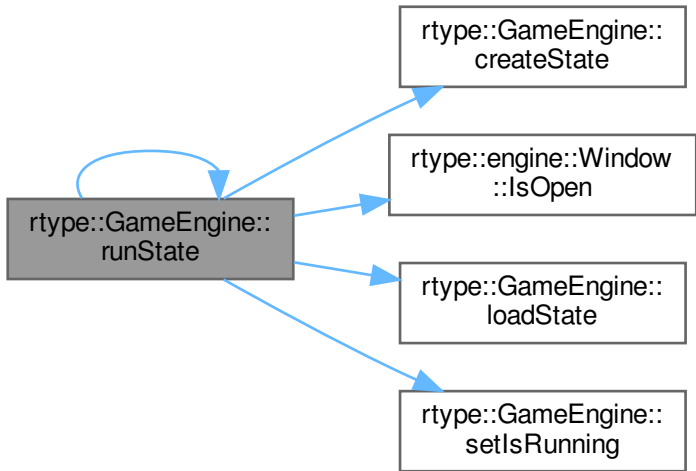 rtype::GameEngine::
runState
rtype::GameEngine::
createState
rtype::engine::Window
::IsOpen
rtype::GameEngine::
loadState
rtype::GameEngine::
setIsRunning